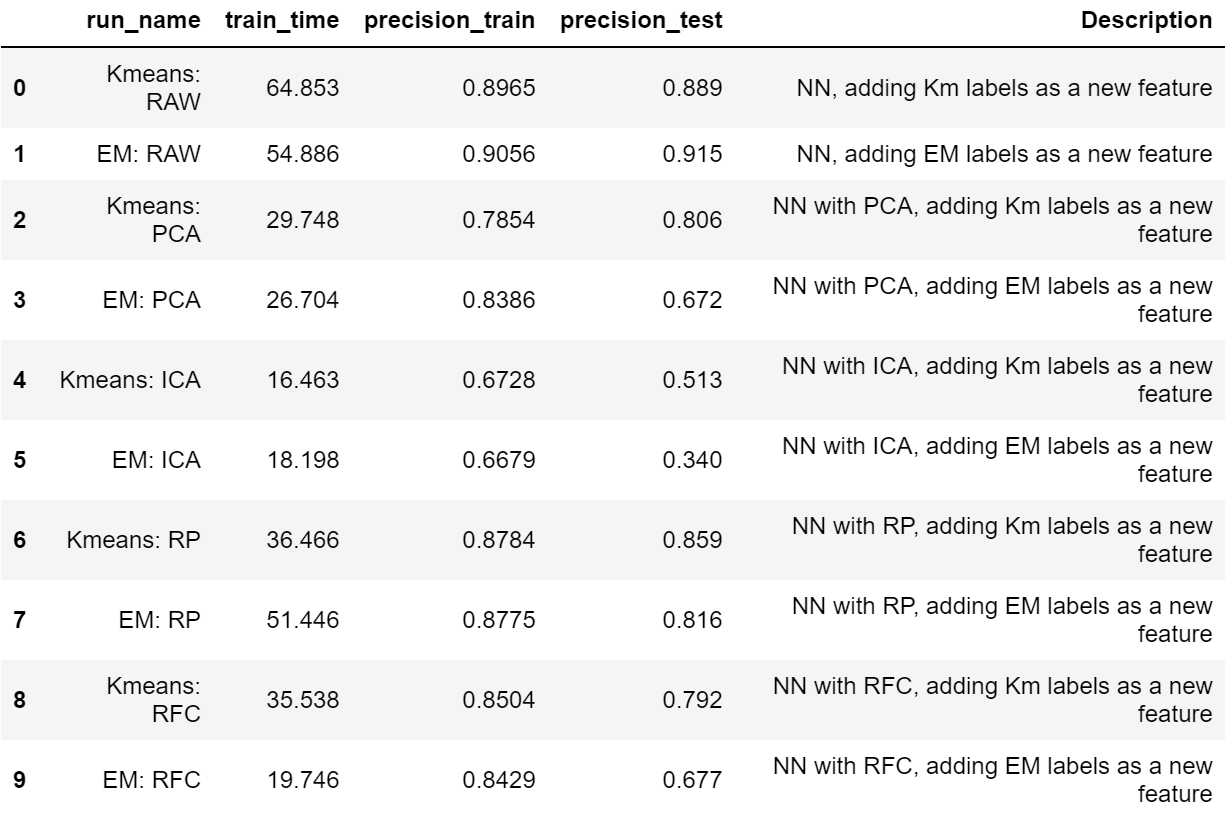 run_name train_time precision_train precision_test Description
0 Kmeans: RAW 64.853 0.8965 0.889 NN, adding Km labels as a new feature
1 EM: RAW 54.886 0.9056 0.915 NN, adding EM labels as a new feature
2 Kmeans: PCA 29.748 0.7854 0.806 NN with PCA, adding Km labels as a new feature
3 EM: PCA 26.704 0.8386 0.672 NN with PCA, adding EM labels as a new feature
4 Kmeans: ICA 16.463 0.6728 0.513 NN with ICA, adding Km labels as a new feature
5 EM: ICA 18.198 0.6679 0.340 NN with ICA, adding EM labels as a new feature
6 Kmeans: RP 36.466 0.8784 0.859 NN with RP, adding Km labels as a new feature
7 EM: RP 51.446 0.8775 0.816 NN with RP, adding EM labels as a new feature
8 Kmeans: RFC 35.538 0.8504 0.792 NN with RFC, adding Km labels as a new feature
9 EM: RFC 19.746 0.8429 0.677 NN with RFC, adding EM labels as a new feature